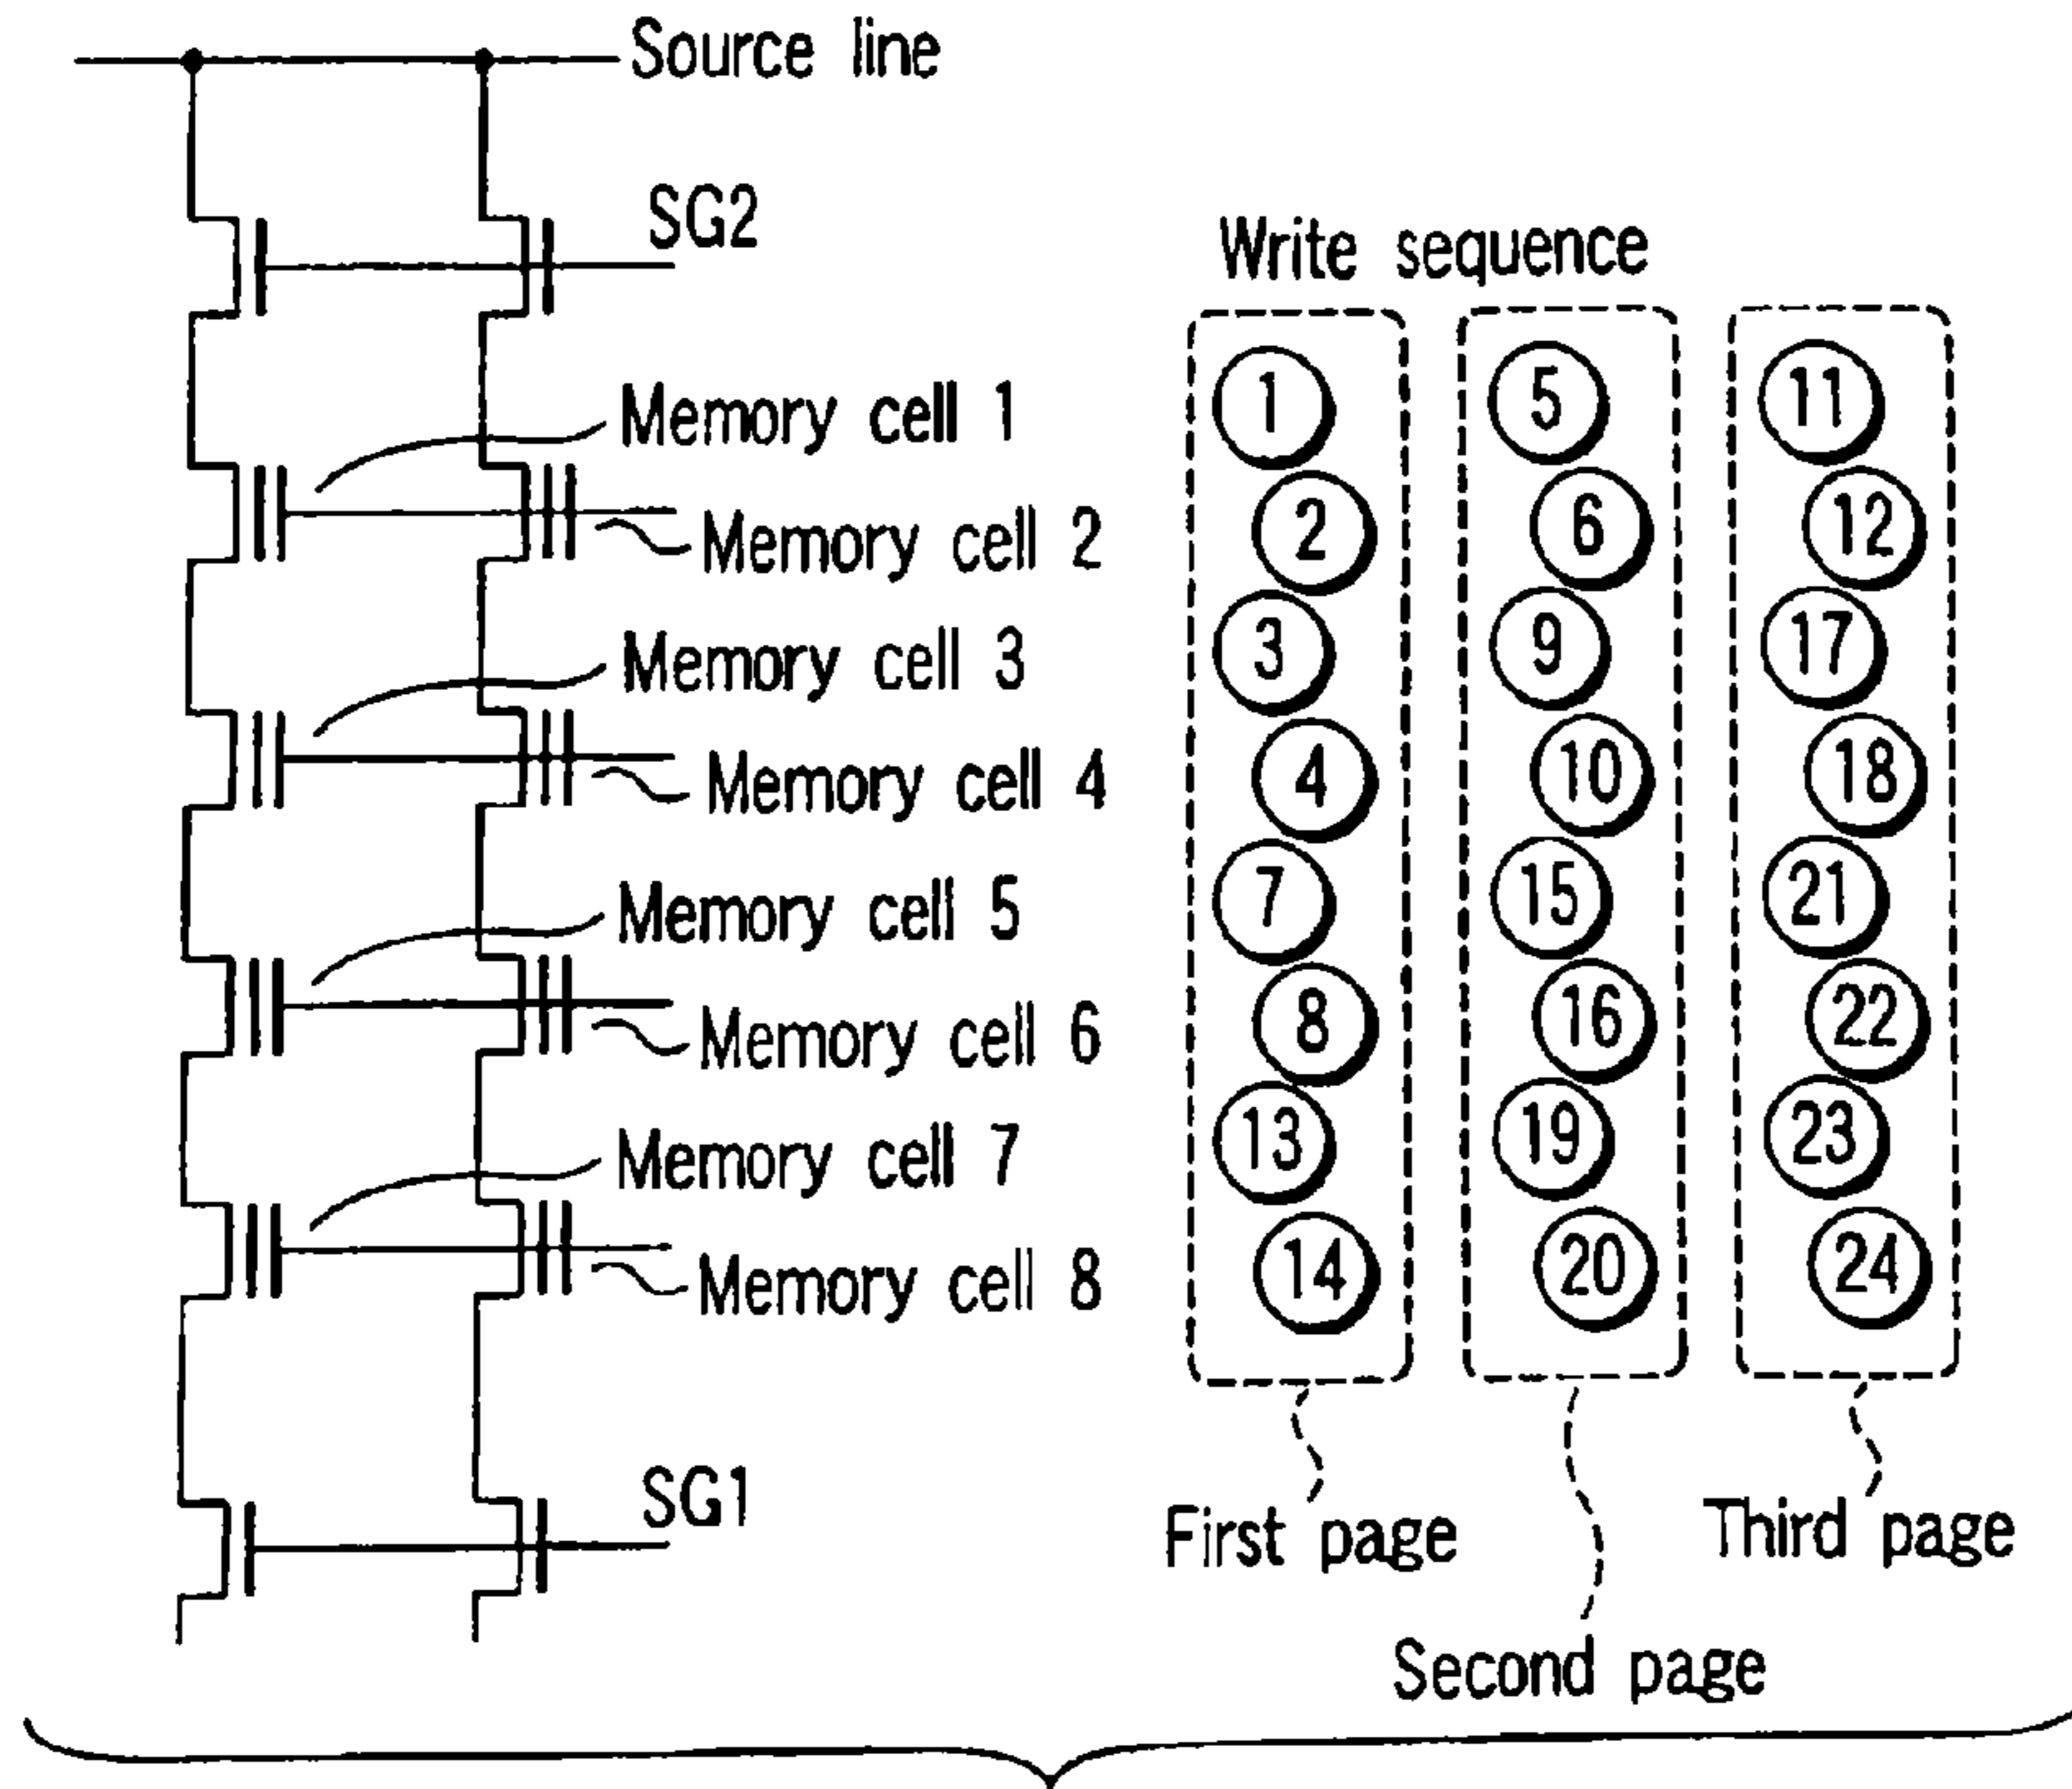 Source line
SG2
Write sequence
Memory cell 1
Memory cell 2
Memory cell 3
Memory cell 4
Memory cell 5
Memory cell 6
Memory cell 7
Memory cell 8
SG1
1 5 11
2 6 12
3 9 17
4 10 18
7 15 21
8 16 22
13 19 23
14 20 24
First page
Third page
Second page